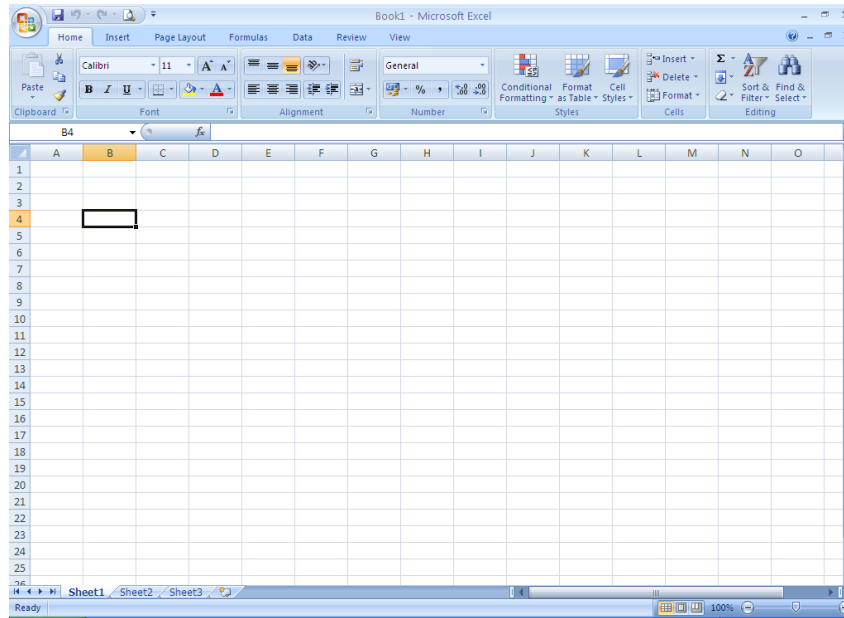 Book1 - Microsoft Excel
Home Insert Page Layout Formulas Data Review View
Calibri 11 A A General Insert Σ
Paste Delete
B I U A % , .00 .0 Conditional Format Cell Format Sort & Find &
Formatting as Table Styles Filter Select
Clipboard Font Alignment Number Styles Cells Editing
B4 fx
A B C D E F G H I J K L M N O
1
2
3
4
5
6
7
8
9
10
11
12
13
14
15
16
17
18
19
20
21
22
23
24
25
26
Sheet1 Sheet2 Sheet3
Ready 100%